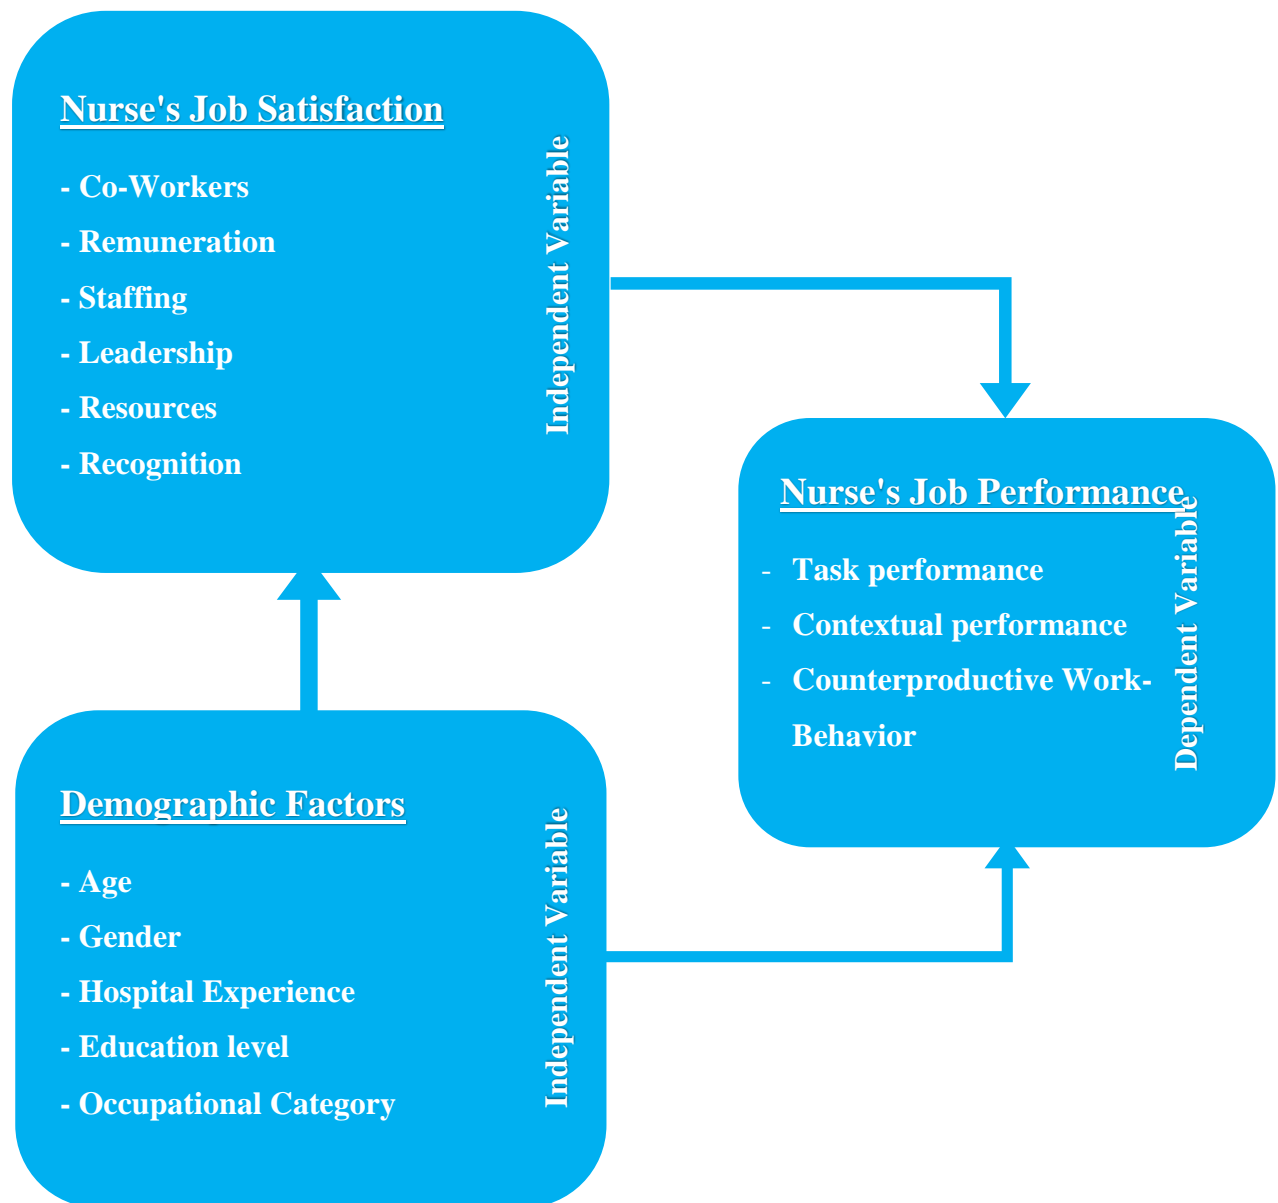 Nurse's Job Satisfaction
- Co-Workers
- Remuneration
- Staffing
- Leadership
- Resources
- Recognition
Independent Variable
Nurse's Job Performance
- Task performance
- Contextual performance
- Counterproductive Work-
Behavior
Dependent Variable
Demographic Factors
- Age
- Gender
- Hospital Experience
- Education level
- Occupational Category
Independent Variable